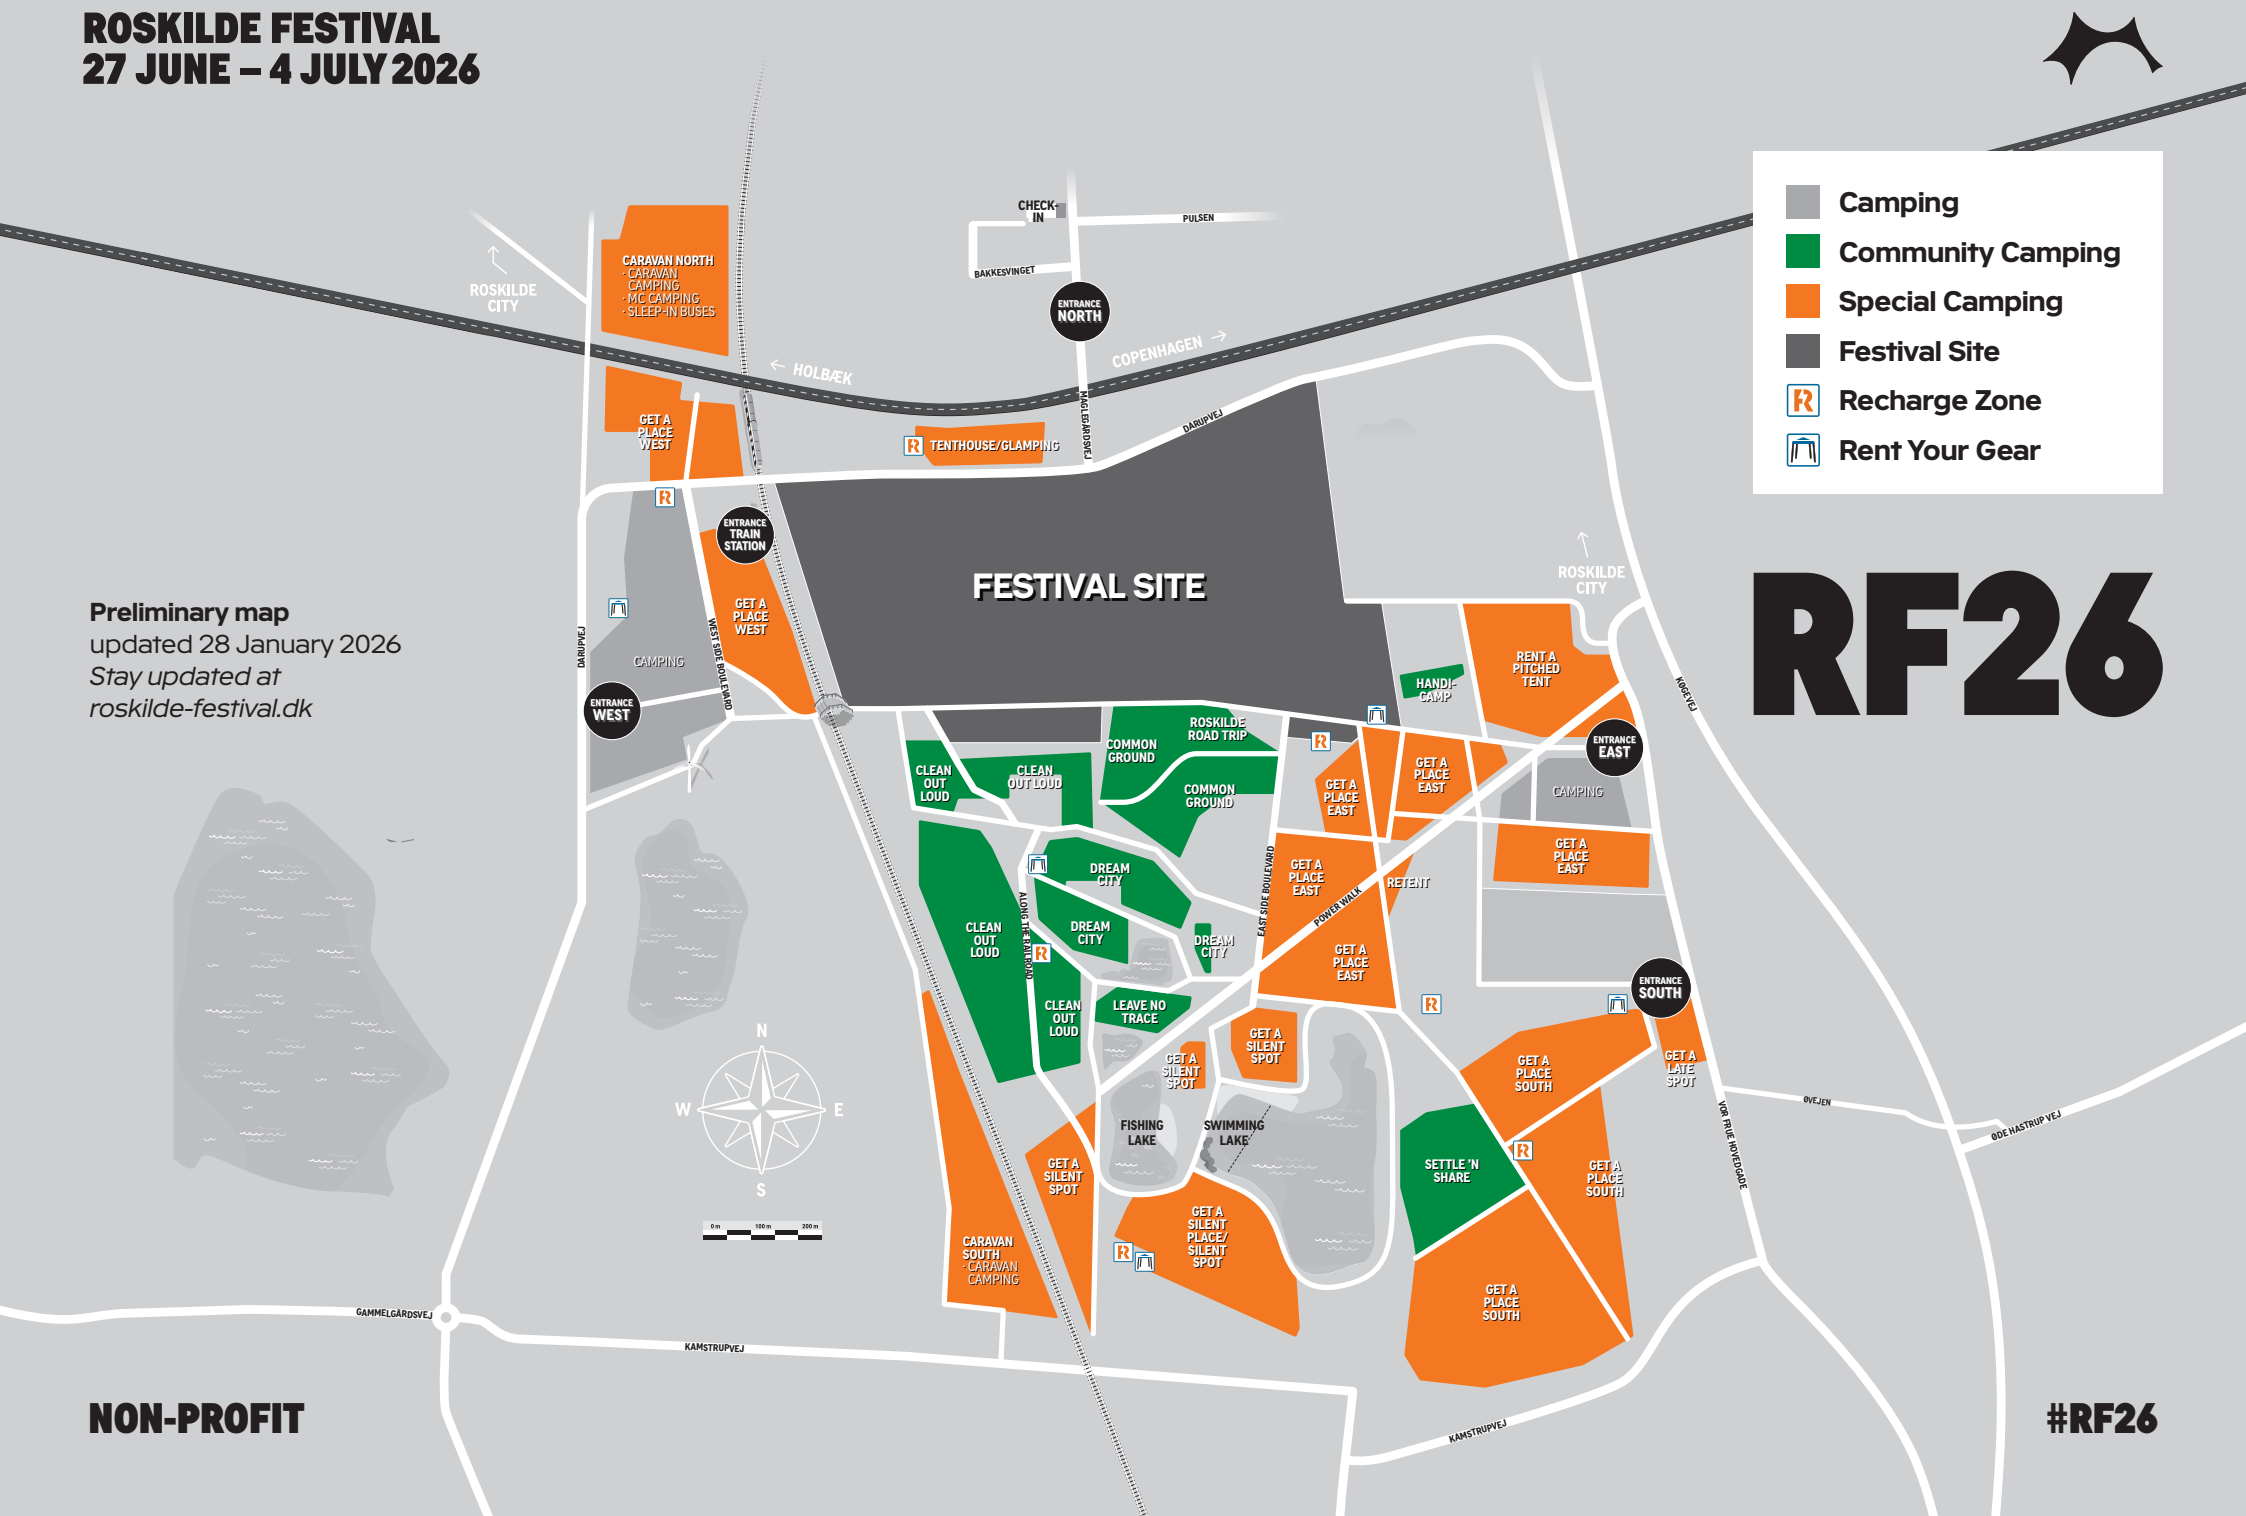 ROSKILDE FESTIVAL
27 JUNE – 4 JULY 2026
Camping
Community Camping
Special Camping
Festival Site
Recharge Zone
Rent Your Gear
RF26
Preliminary map
updated 28 January 2026
Stay updated at
roskilde-festival.dk
CARAVAN NORTH
· CARAVAN
CAMPING
· MC CAMPING
· SLEEP-IN BUSES
ROSKILDE
CITY
CHECK-
IN
PULSEN
BAKKESVINGET
ENTRANCE
NORTH
← HOLBÆK
COPENHAGEN →
MAGLEGÅRDSVEJ
DARUPVEJ
GET A
PLACE
WEST
TENTHOUSE/GLAMPING
ENTRANCE
TRAIN
STATION
FESTIVAL SITE
ROSKILDE
CITY
GET A
PLACE
WEST
DARUPVEJ
WEST SIDE BOULEVARD
CAMPING
ENTRANCE
WEST
HANDI-
CAMP
RENT A
PITCHED
TENT
KØGEVEJ
ENTRANCE
EAST
ROSKILDE
ROAD TRIP
COMMON
GROUND
COMMON
GROUND
CLEAN
OUT
LOUD
CLEAN
OUT LOUD
GET A
PLACE
EAST
GET A
PLACE
EAST
CAMPING
GET A
PLACE
EAST
GET A
PLACE
EAST
RETENT
EAST SIDE BOULEVARD
POWER WALK
DREAM
CITY
DREAM
CITY
DREAM
CITY
CLEAN
OUT
LOUD
ALONG THE RAILROAD
GET A
PLACE
EAST
ENTRANCE
SOUTH
CLEAN
OUT
LOUD
LEAVE NO
TRACE
GET A
SILENT
SPOT
GET A
SILENT
SPOT
GET A
PLACE
SOUTH
GET A
LATE
SPOT
N
W
E
S
0 m
100 m
200 m
FISHING
LAKE
SWIMMING
LAKE
SETTLE 'N
SHARE
GET A
PLACE
SOUTH
GET A
SILENT
SPOT
GET A
SILENT
PLACE/
SILENT
SPOT
CARAVAN
SOUTH
· CARAVAN
CAMPING
GET A
PLACE
SOUTH
VOR FRUE HOVEDGADE
ØVEJEN
ØDE HASTRUP VEJ
GAMMELGÅRDSVEJ
KAMSTRUPVEJ
KAMSTRUPVEJ
NON-PROFIT
#RF26